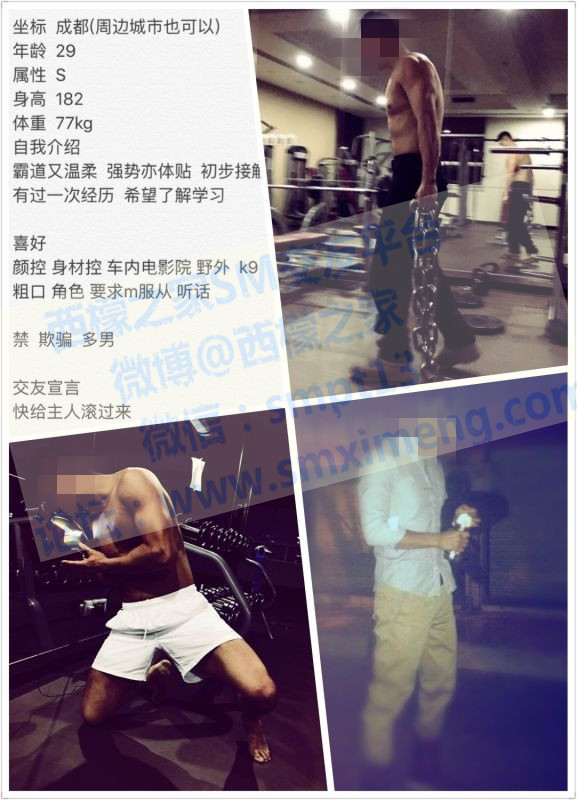 坐标 成都(周边城市也可以)
年龄 29
属性 S
身高 182
体重 77kg
自我介绍
霸道又温柔 强势亦体贴 初步接触
有过一次经历 希望了解学习
喜好
颜控 身材控 车内电影院 野外 k9
粗口 角色 要求m服从 听话
禁 欺骗 多男
交友宣言
快给主人滚过来
西檬之家SM交友平台
微博@西檬之家
微信：smpt13
论坛：www.smximeng.com